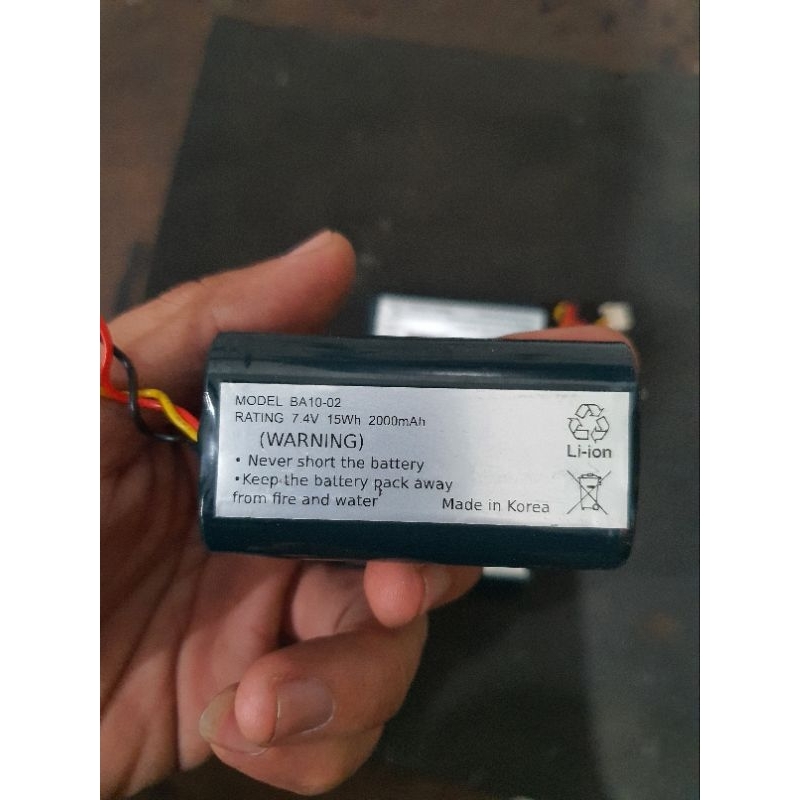 MODEL BA10-02
RATING 7.4V 15Wh 2000mAh
(WARNING)
• Never short the battery
•Keep the battery pack away
from fire and water
Li-ion
Made in Korea